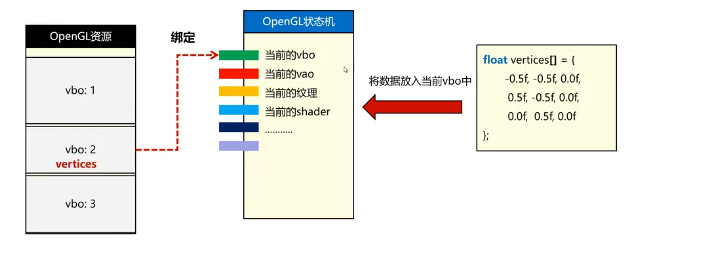 OpenGL资源
vbo: 1
vbo: 2
vertices
vbo: 3
绑定
OpenGL状态机
当前的vbo
当前的vao
当前的纹理
当前的shader
...........
将数据放入当前vbo中
float vertices[] = {
-0.5f, -0.5f, 0.0f,
0.5f, -0.5f, 0.0f,
0.0f, 0.5f, 0.0f
};